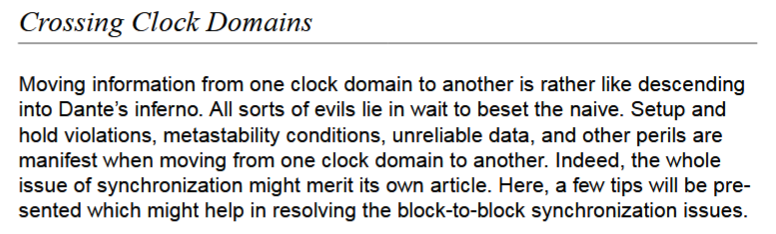 Crossing Clock Domains
Moving information from one clock domain to another is rather like descending
into Dante's inferno. All sorts of evils lie in wait to beset the naive. Setup and
hold violations, metastability conditions, unreliable data, and other perils are
manifest when moving from one clock domain to another. Indeed, the whole
issue of synchronization might merit its own article. Here, a few tips will be pre-
sented which might help in resolving the block-to-block synchronization issues.